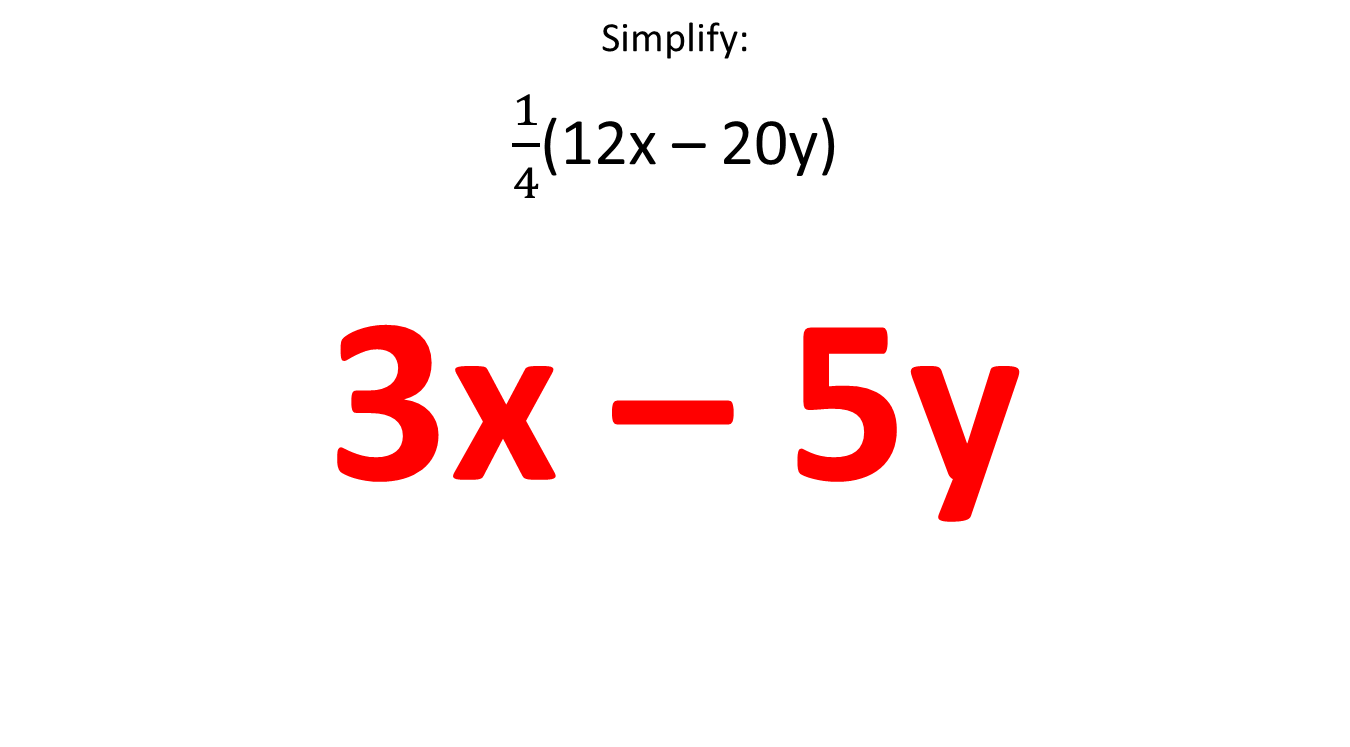 Simplify:
1/4(12x – 20y)
3x – 5y